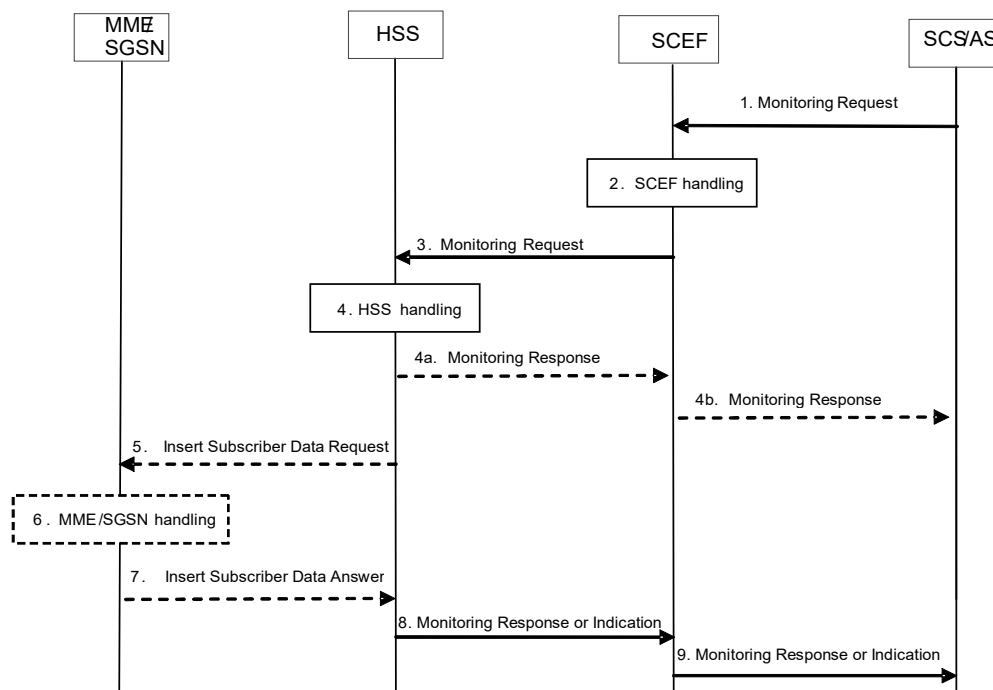 MME/
SGSN
HSS
SCEF
SCS/AS
1. Monitoring Request
2. SCEF handling
3. Monitoring Request
4. HSS handling
4a. Monitoring Response
4b. Monitoring Response
5. Insert Subscriber Data Request
6. MME/SGSN handling
7. Insert Subscriber Data Answer
8. Monitoring Response or Indication
9. Monitoring Response or Indication